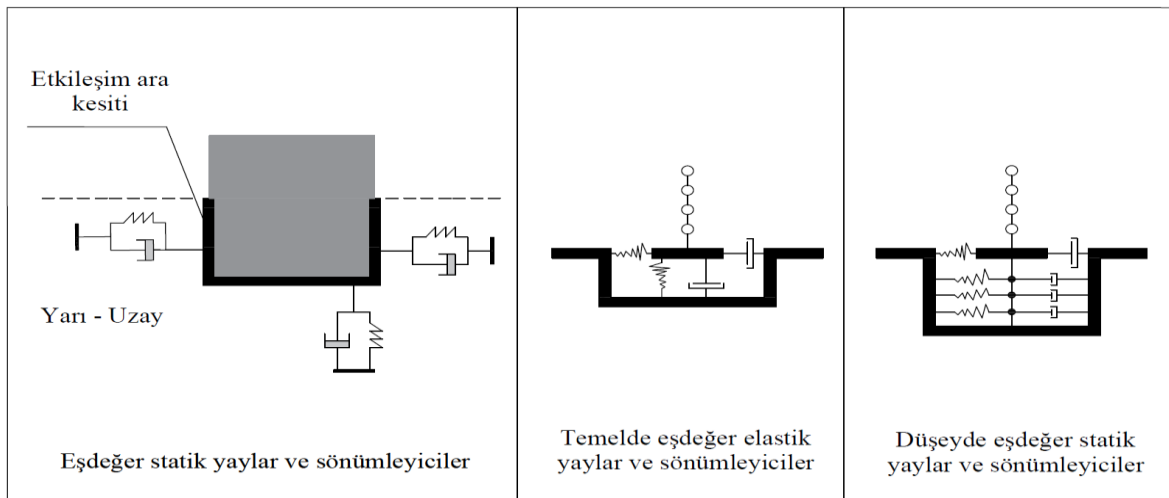 Etkileşim ara
kesiti
Yarı - Uzay
Eşdeğer statik yaylar ve sönümleyiciler
Temelde eşdeğer elastik
yaylar ve sönümleyiciler
Düşeyde eşdeğer statik
yaylar ve sönümleyiciler